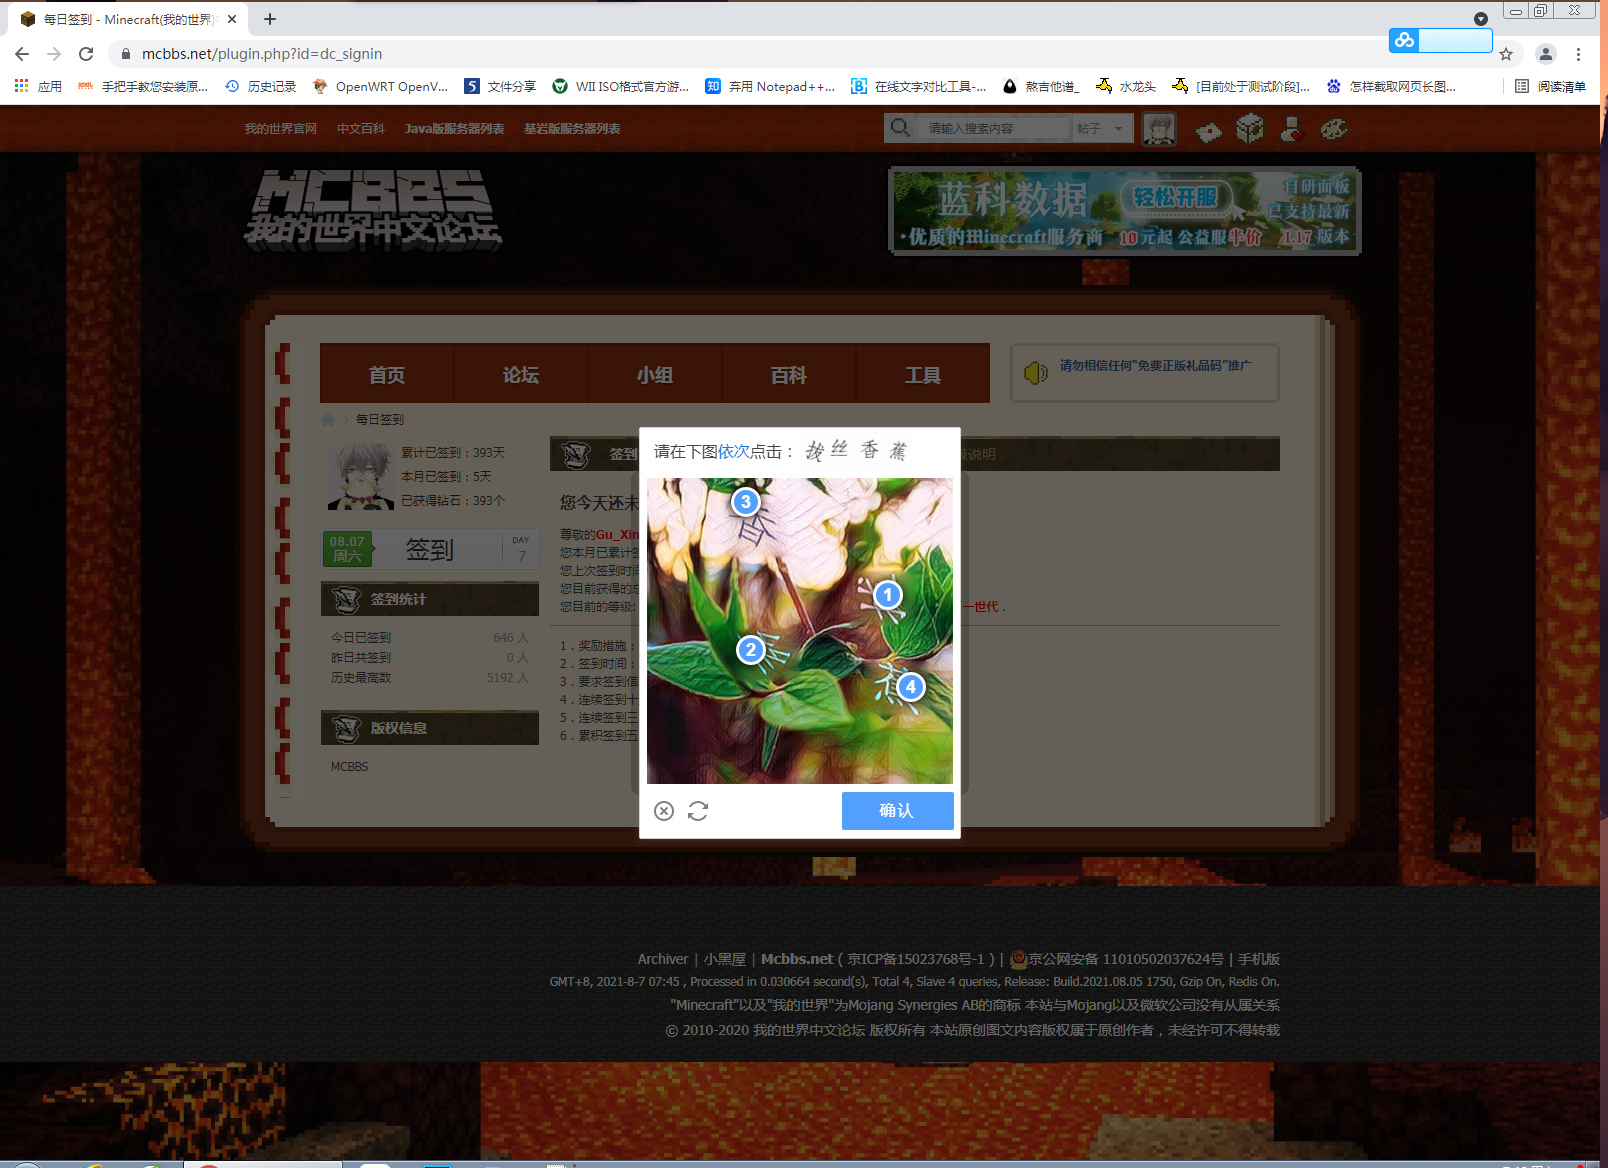 每日签到 - Minecraft(我的世界)
mcbbs.net/plugin.php?id=dc_signin
应用 手把手教您安装原... 历史记录 OpenWRT OpenV... 文件分享 WII ISO格式官方游... 弃用 Notepad++... 在线文字对比工具-... 熬吉他谱_ 水龙头 [目前处于测试阶段]... 怎样截取网页长图... 阅读清单
我的世界官网 中文百科 Java版服务器列表 基岩版服务器列表 请输入搜索内容 帖子
MCBBS
我的世界中文论坛
蓝科数据 轻松开服 自研面板
已支持最新
·优质的Minecraft服务商 10元起 公益服半价 1.17版本
首页 论坛 小组 百科 工具
请勿相信任何“免费正版礼品码”推广
每日签到
累计已签到：393天
本月已签到：5天
已获得钻石：393个
08.07
周六
签到
DAY
7
签到统计
今日已签到 646 人
昨日共签到 0 人
历史最高数 5192 人
版权信息
MCBBS
签到
级说明
您今天还未
尊敬的Gu_Xin
您本月已累计签
您上次签到时间
您目前获得的总
您目前的等级: 一世代 .
1．奖励措施：
2．签到时间：
3．要求签到信
4．连续签到十
5．连续签到三
6．累积签到五
请在下图依次点击： 拔 丝 香 蕉
3
香
1
2
4
确认
Archiver | 小黑屋 | Mcbbs.net ( 京ICP备15023768号-1 ) | 京公网安备 11010502037624号 | 手机版
GMT+8, 2021-8-7 07:45 , Processed in 0.030664 second(s), Total 4, Slave 4 queries, Release: Build.2021.08.05 1750, Gzip On, Redis On.
"Minecraft"以及"我的世界"为Mojang Synergies AB的商标 本站与Mojang以及微软公司没有从属关系
© 2010-2020 我的世界中文论坛 版权所有 本站原创图文内容版权属于原创作者，未经许可不得转载